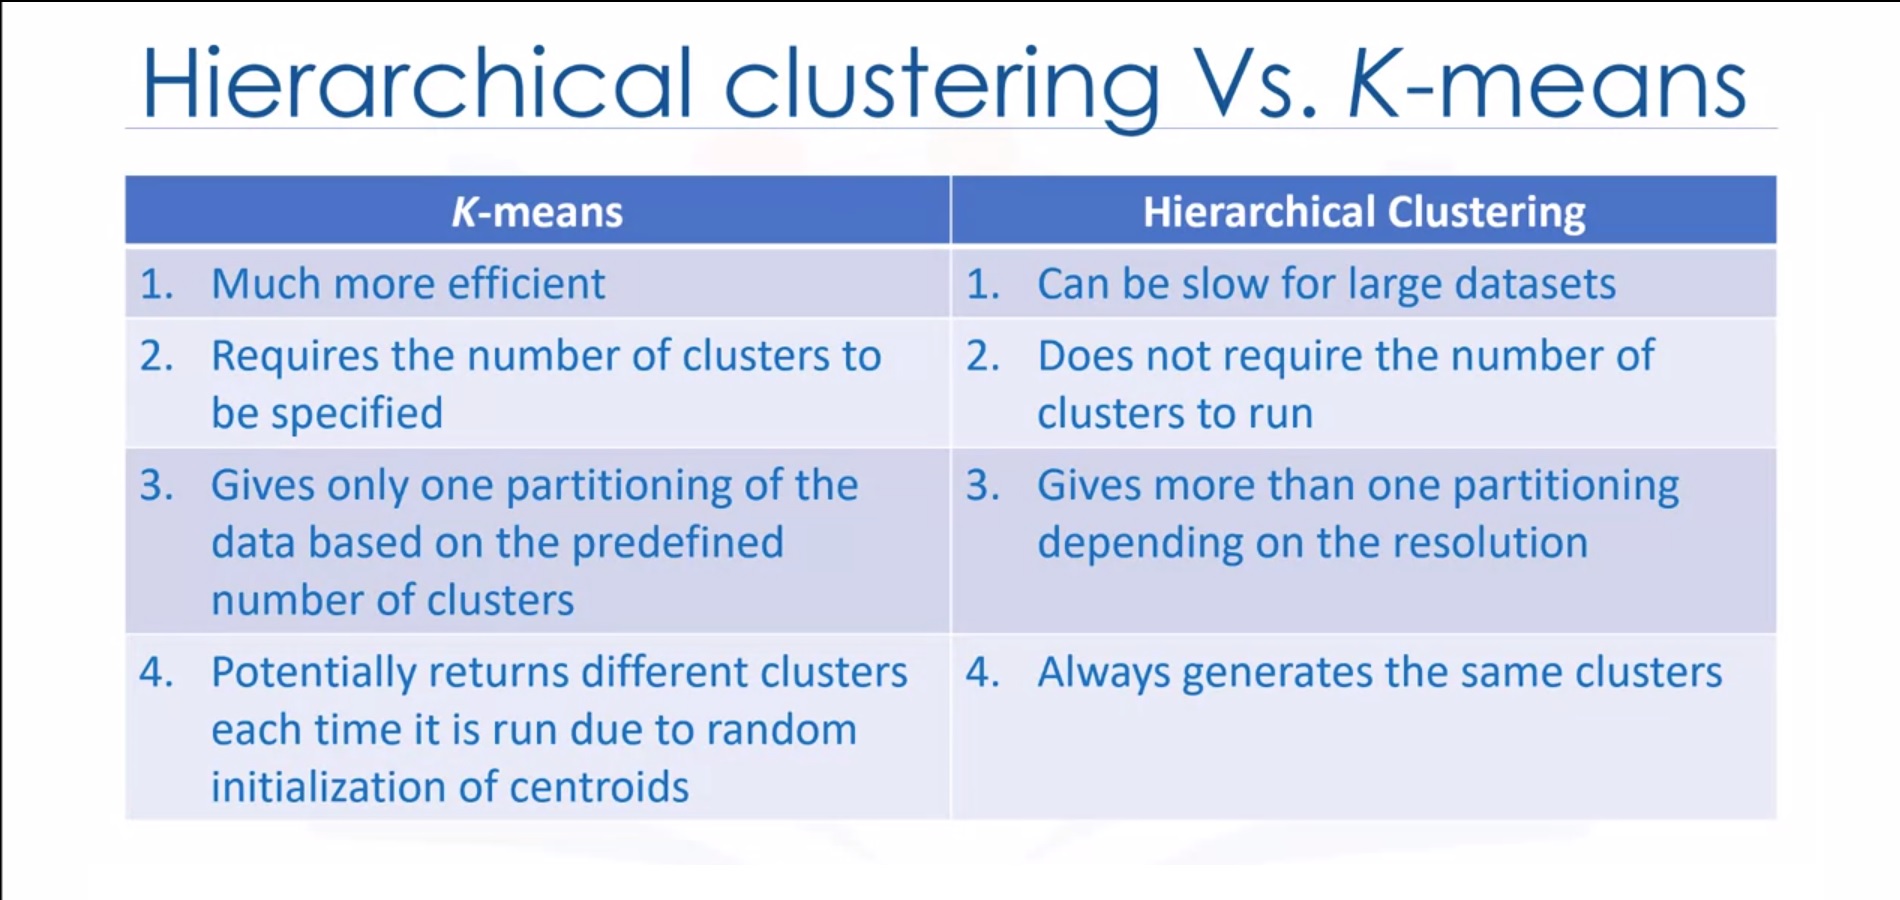 Hierarchical clustering Vs. K-means
K-means
Hierarchical Clustering
1. Much more efficient
1. Can be slow for large datasets
2. Requires the number of clusters to
be specified
2. Does not require the number of
clusters to run
3. Gives only one partitioning of the
data based on the predefined
number of clusters
3. Gives more than one partitioning
depending on the resolution
4. Potentially returns different clusters
each time it is run due to random
initialization of centroids
4. Always generates the same clusters